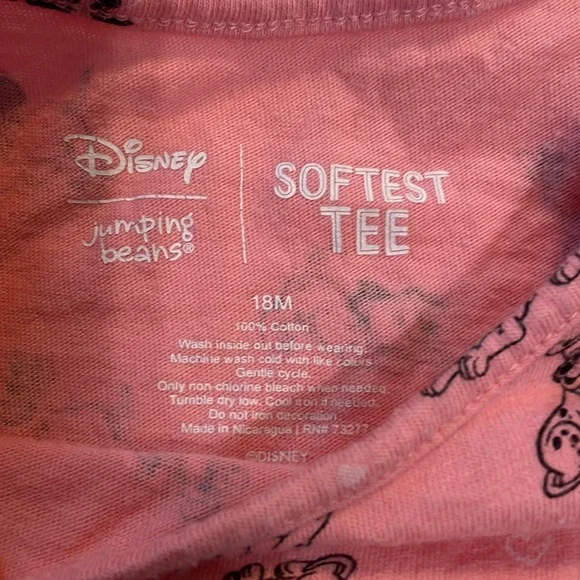 Disney
jumping
beans®
SOFTEST
TEE
18M
100% Cotton
Wash inside out before wearing.
Machine wash cold with like colors.
Gentle cycle.
Only non-chlorine bleach when needed.
Tumble dry low. Cool iron if needed.
Do not iron decoration.
Made in Nicaragua | RN# 73277
©DISNEY